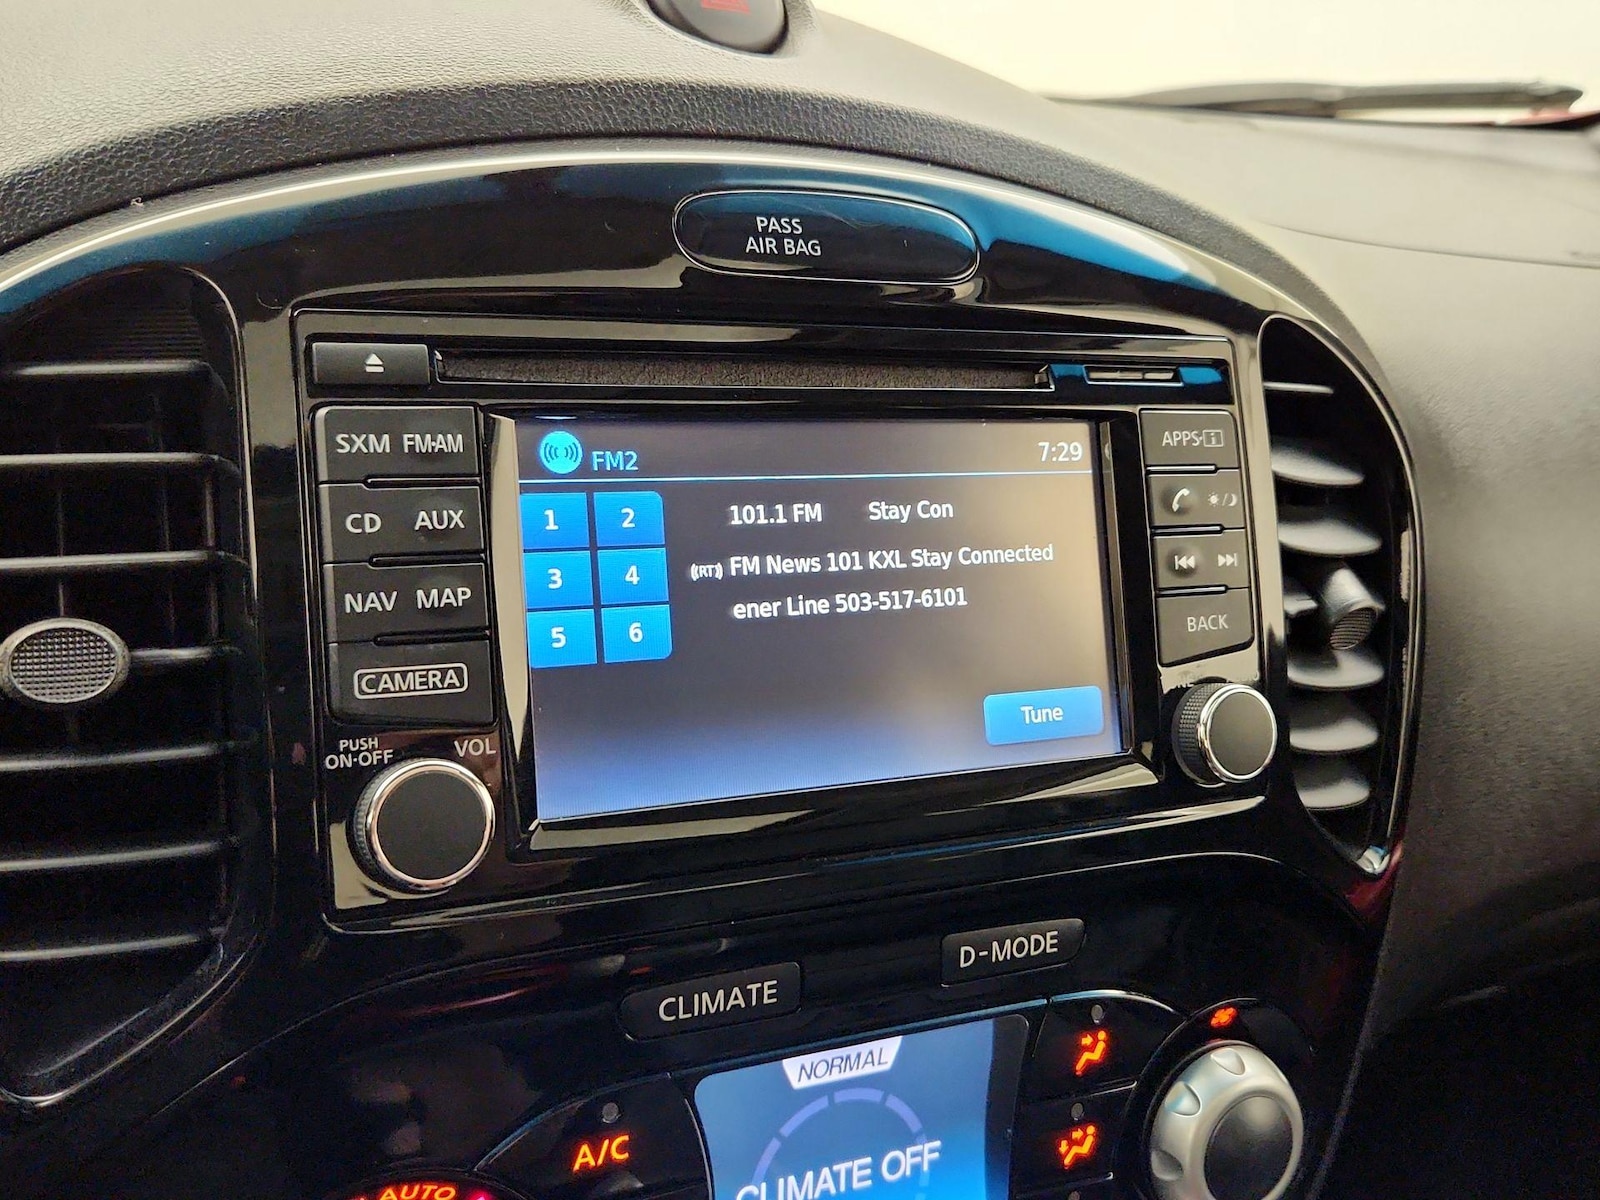 PASS
AIR BAG
SXM FM·AM
CD AUX
NAV MAP
CAMERA
PUSH
ON·OFF
VOL
FM2 7:29
1 2
3 4
5 6
101.1 FM Stay Con
((RT)) FM News 101 KXL Stay Connected
ener Line 503-517-6101
Tune
APPS·i
BACK
CLIMATE
D-MODE
NORMAL
CLIMATE OFF
A/C
AUTO